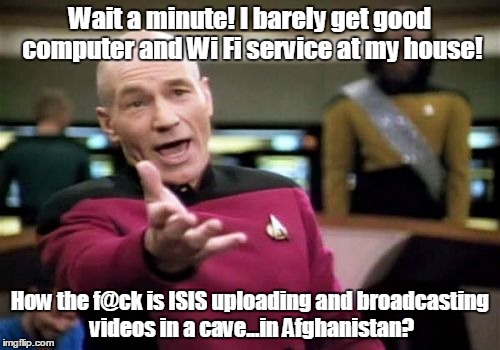 Wait a minute! I barely get good
computer and Wi Fi service at my house!
How the f@ck is ISIS uploading and broadcasting
videos in a cave...in Afghanistan?
imgflip.com